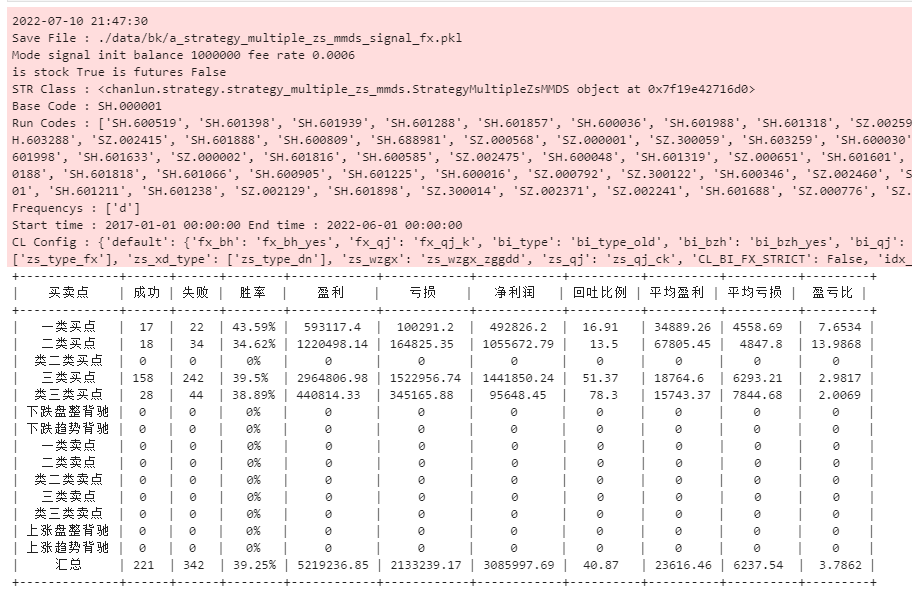 2022-07-10 21:47:30
Save File : ./data/bk/a_strategy_multiple_zs_mmds_signal_fx.pkl
Mode signal init balance 1000000 fee rate 0.0006
is stock True is futures False
STR Class : <chanlun.strategy.strategy_multiple_zs_mmds.StrategyMultipleZsMMDS object at 0x7f19e42716d0>
Base Code : SH.000001
Run Codes : ['SH.600519', 'SH.601398', 'SH.601939', 'SH.601288', 'SH.601857', 'SH.600036', 'SH.601988', 'SH.601318', 'SZ.00259
H.603288', 'SZ.002415', 'SH.601888', 'SH.600809', 'SH.688981', 'SZ.000568', 'SZ.000001', 'SZ.300059', 'SH.603259', 'SH.600030'
601998', 'SH.601633', 'SZ.000002', 'SH.601816', 'SH.600585', 'SZ.002475', 'SH.600048', 'SH.601319', 'SZ.000651', 'SH.601601',
0188', 'SH.601818', 'SH.601066', 'SH.600905', 'SH.601225', 'SH.600016', 'SZ.000792', 'SZ.300122', 'SH.600346', 'SZ.002460', 'S
01', 'SH.601211', 'SH.601238', 'SZ.002129', 'SH.601898', 'SZ.300014', 'SZ.002371', 'SZ.002241', 'SH.601688', 'SZ.000776', 'SZ.
Frequencys : ['d']
Start time : 2017-01-01 00:00:00 End time : 2022-06-01 00:00:00
CL Config : {'default': {'fx_bh': 'fx_bh_yes', 'fx_qj': 'fx_qj_k', 'bi_type': 'bi_type_old', 'bi_bzh': 'bi_bzh_yes', 'bi_qj':
['zs_type_fx'], 'zs_xd_type': ['zs_type_dn'], 'zs_wzgx': 'zs_wzgx_zggdd', 'zs_qj': 'zs_qj_ck', 'CL_BI_FX_STRICT': False, 'idx_
| 买卖点 | 成功 | 失败 | 胜率 | 盈利 | 亏损 | 净利润 | 回吐比例 | 平均盈利 | 平均亏损 | 盈亏比 |
| 一类买点 | 17 | 22 | 43.59% | 593117.4 | 100291.2 | 492826.2 | 16.91 | 34889.26 | 4558.69 | 7.6534 |
| 二类买点 | 18 | 34 | 34.62% | 1220498.14 | 164825.35 | 1055672.79 | 13.5 | 67805.45 | 4847.8 | 13.9868 |
| 类二类买点 | 0 | 0 | 0% | 0 | 0 | 0 | 0 | 0 | 0 | 0 |
| 三类买点 | 158 | 242 | 39.5% | 2964806.98 | 1522956.74 | 1441850.24 | 51.37 | 18764.6 | 6293.21 | 2.9817 |
| 类三类买点 | 28 | 44 | 38.89% | 440814.33 | 345165.88 | 95648.45 | 78.3 | 15743.37 | 7844.68 | 2.0069 |
| 下跌盘整背驰 | 0 | 0 | 0% | 0 | 0 | 0 | 0 | 0 | 0 | 0 |
| 下跌趋势背驰 | 0 | 0 | 0% | 0 | 0 | 0 | 0 | 0 | 0 | 0 |
| 一类卖点 | 0 | 0 | 0% | 0 | 0 | 0 | 0 | 0 | 0 | 0 |
| 二类卖点 | 0 | 0 | 0% | 0 | 0 | 0 | 0 | 0 | 0 | 0 |
| 类二类卖点 | 0 | 0 | 0% | 0 | 0 | 0 | 0 | 0 | 0 | 0 |
| 三类卖点 | 0 | 0 | 0% | 0 | 0 | 0 | 0 | 0 | 0 | 0 |
| 类三类卖点 | 0 | 0 | 0% | 0 | 0 | 0 | 0 | 0 | 0 | 0 |
| 上涨盘整背驰 | 0 | 0 | 0% | 0 | 0 | 0 | 0 | 0 | 0 | 0 |
| 上涨趋势背驰 | 0 | 0 | 0% | 0 | 0 | 0 | 0 | 0 | 0 | 0 |
| 汇总 | 221 | 342 | 39.25% | 5219236.85 | 2133239.17 | 3085997.69 | 40.87 | 23616.46 | 6237.54 | 3.7862 |